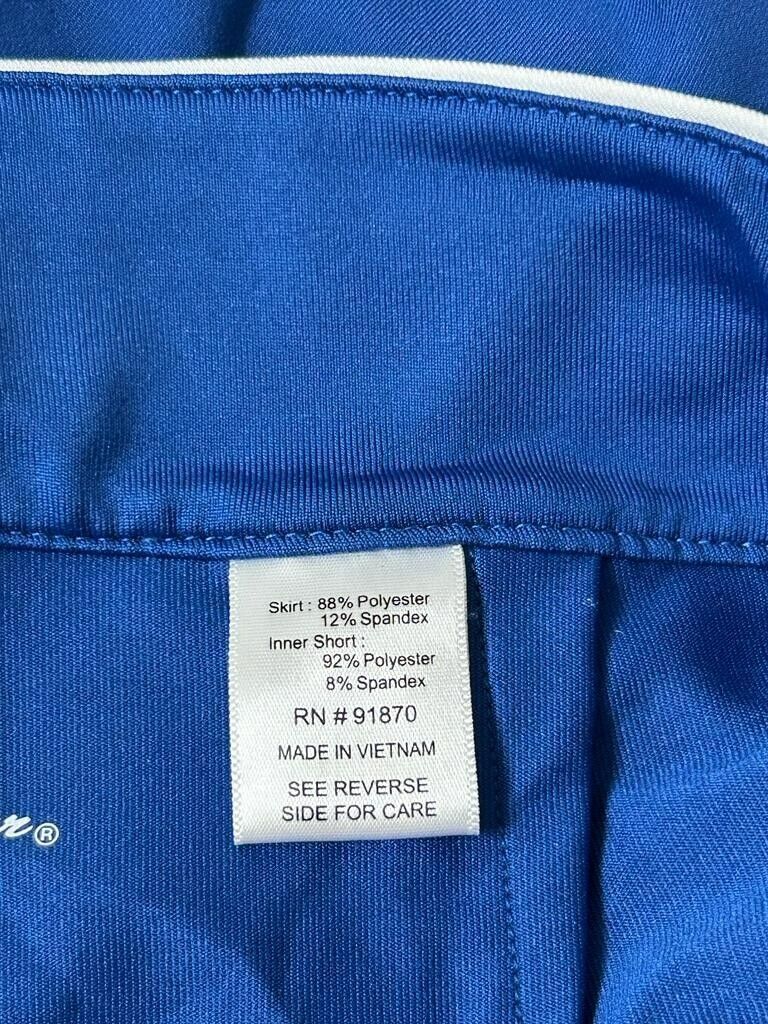 Skirt : 88% Polyester
12% Spandex
Inner Short :
92% Polyester
8% Spandex
RN # 91870
MADE IN VIETNAM
SEE REVERSE
SIDE FOR CARE
r®